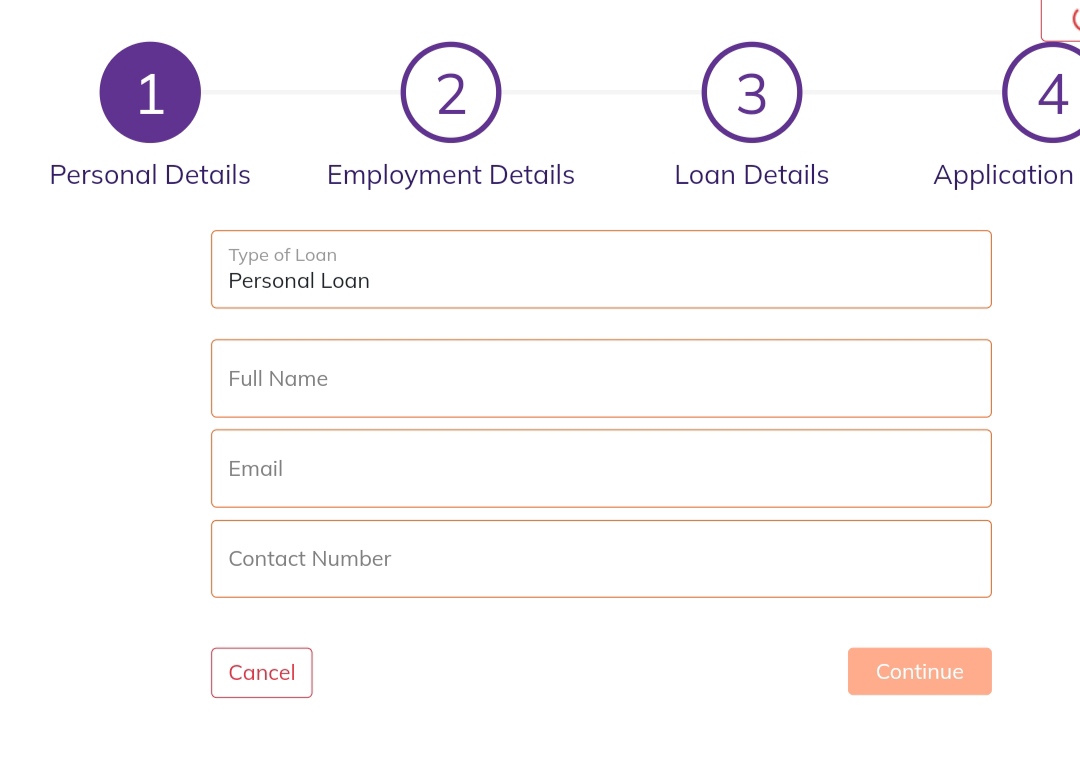 1 2 3 4
Personal Details Employment Details Loan Details Application
Type of Loan
Personal Loan
Full Name
Email
Contact Number
Cancel Continue